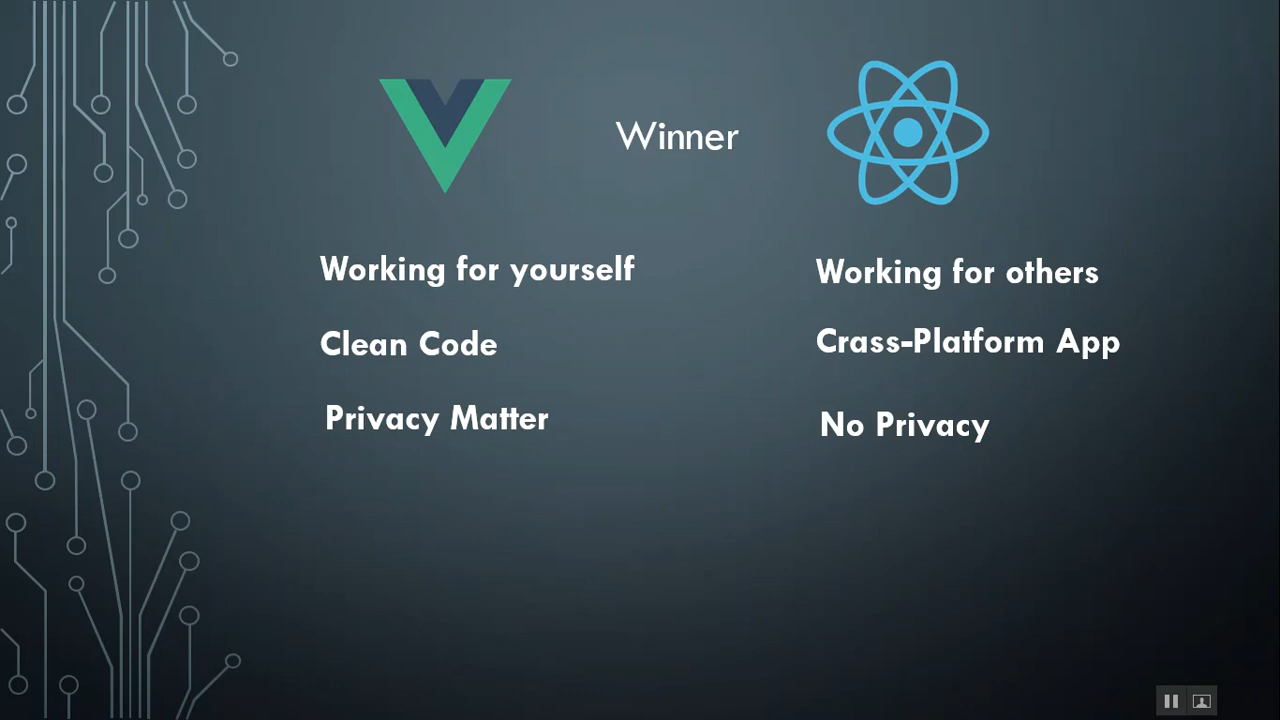 Winner
Working for yourself
Clean Code
Privacy Matter
Working for others
Crass-Platform App
No Privacy